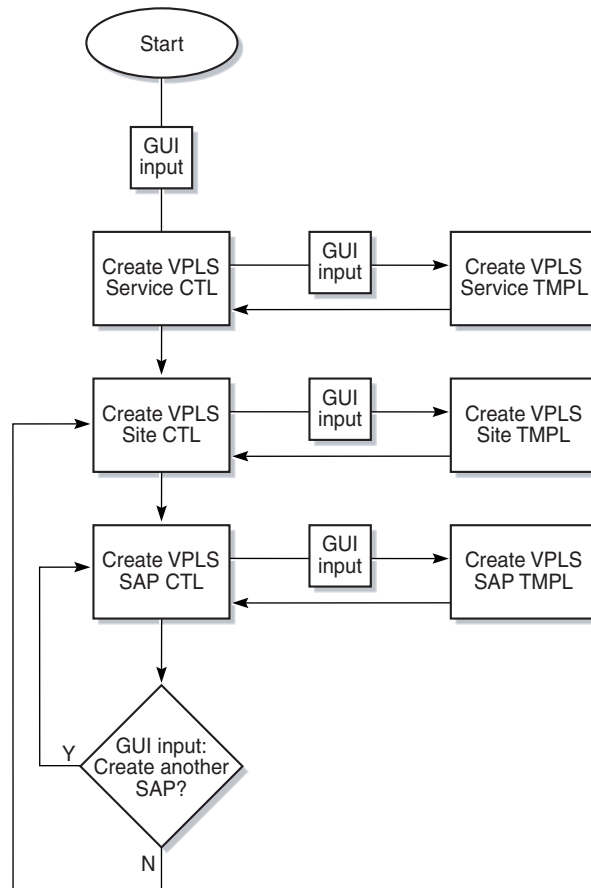 Start
GUI
input
Create VPLS
Service CTL
GUI
input
Create VPLS
Service TMPL
Create VPLS
Site CTL
GUI
input
Create VPLS
Site TMPL
Create VPLS
SAP CTL
GUI
input
Create VPLS
SAP TMPL
GUI input:
Create another
SAP?
Y
N